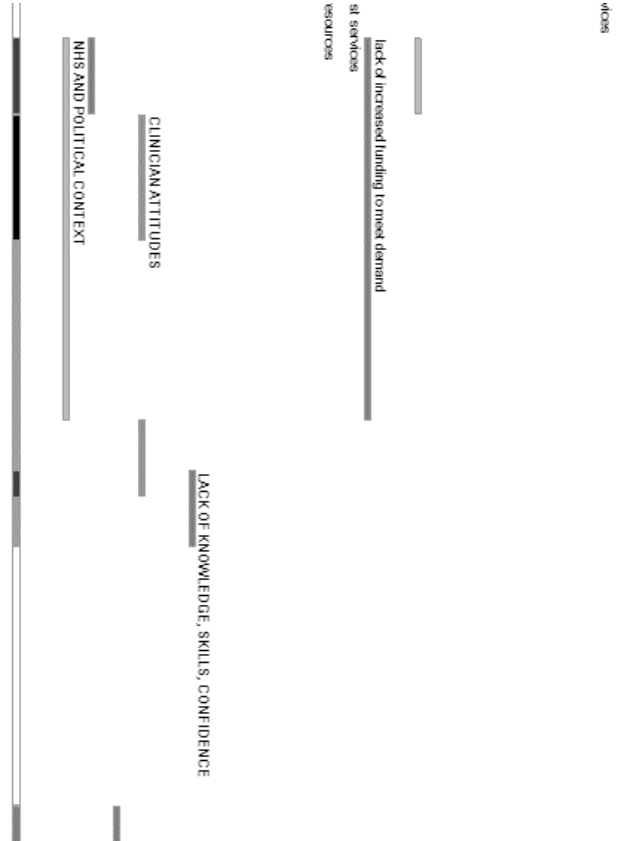 vices
lack of increased funding to meet demand
st services
esources
LACK OF KNOWLEDGE, SKILLS, CONFIDENCE
CLINICIAN ATTITUDES
NHS AND POLITICAL CONTEXT